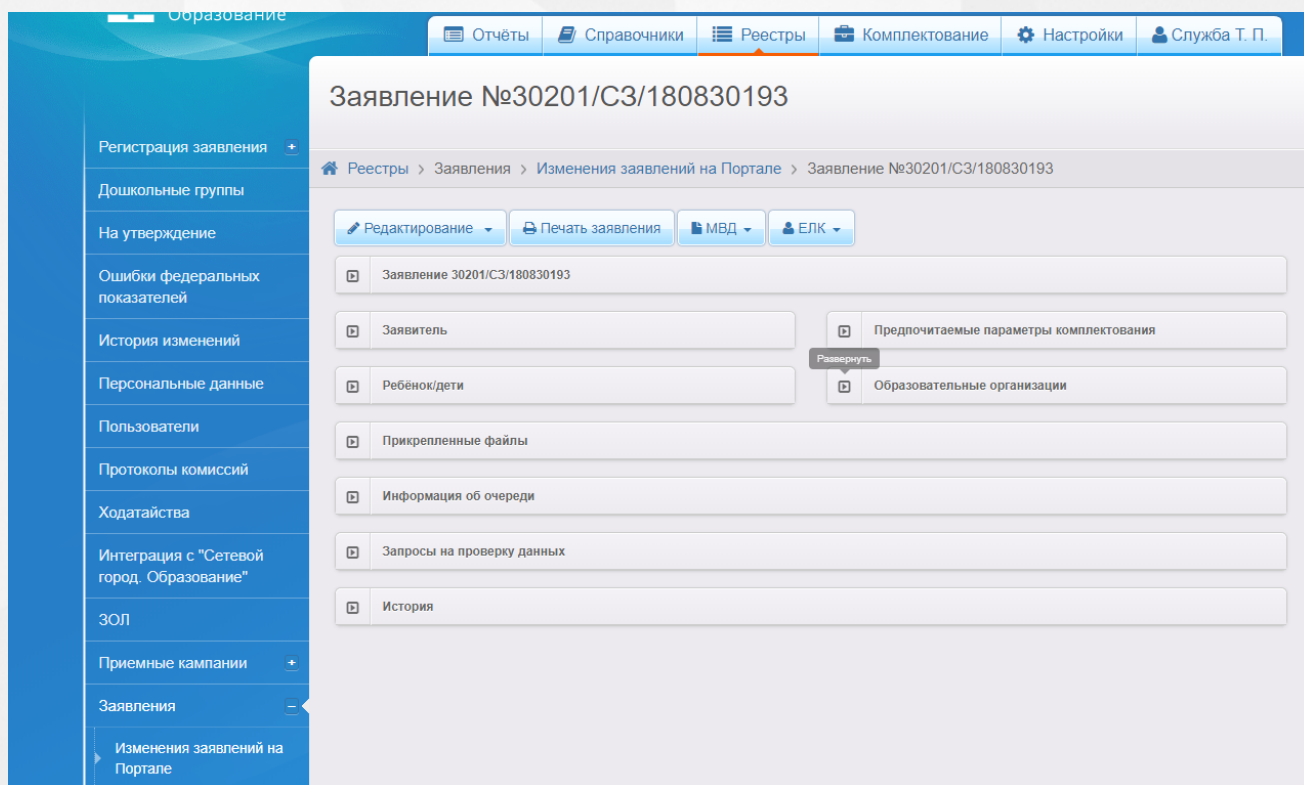 Образование
Отчёты
Справочники
Реестры
Комплектование
Настройки
Служба Т. П.
Заявление №30201/СЗ/180830193
Реестры > Заявления > Изменения заявлений на Портале > Заявление №30201/СЗ/180830193
Регистрация заявления
Дошкольные группы
На утверждение
Ошибки федеральных
показателей
История изменений
Персональные данные
Пользователи
Протоколы комиссий
Ходатайства
Интеграция с "Сетевой
город. Образование"
ЗОЛ
Приемные кампании
Заявления
Изменения заявлений на
Портале
Редактирование
Печать заявления
МВД
ЕЛК
Заявление 30201/СЗ/180830193
Заявитель
Предпочитаемые параметры комплектования
Развернуть
Ребёнок/дети
Образовательные организации
Прикрепленные файлы
Информация об очереди
Запросы на проверку данных
История